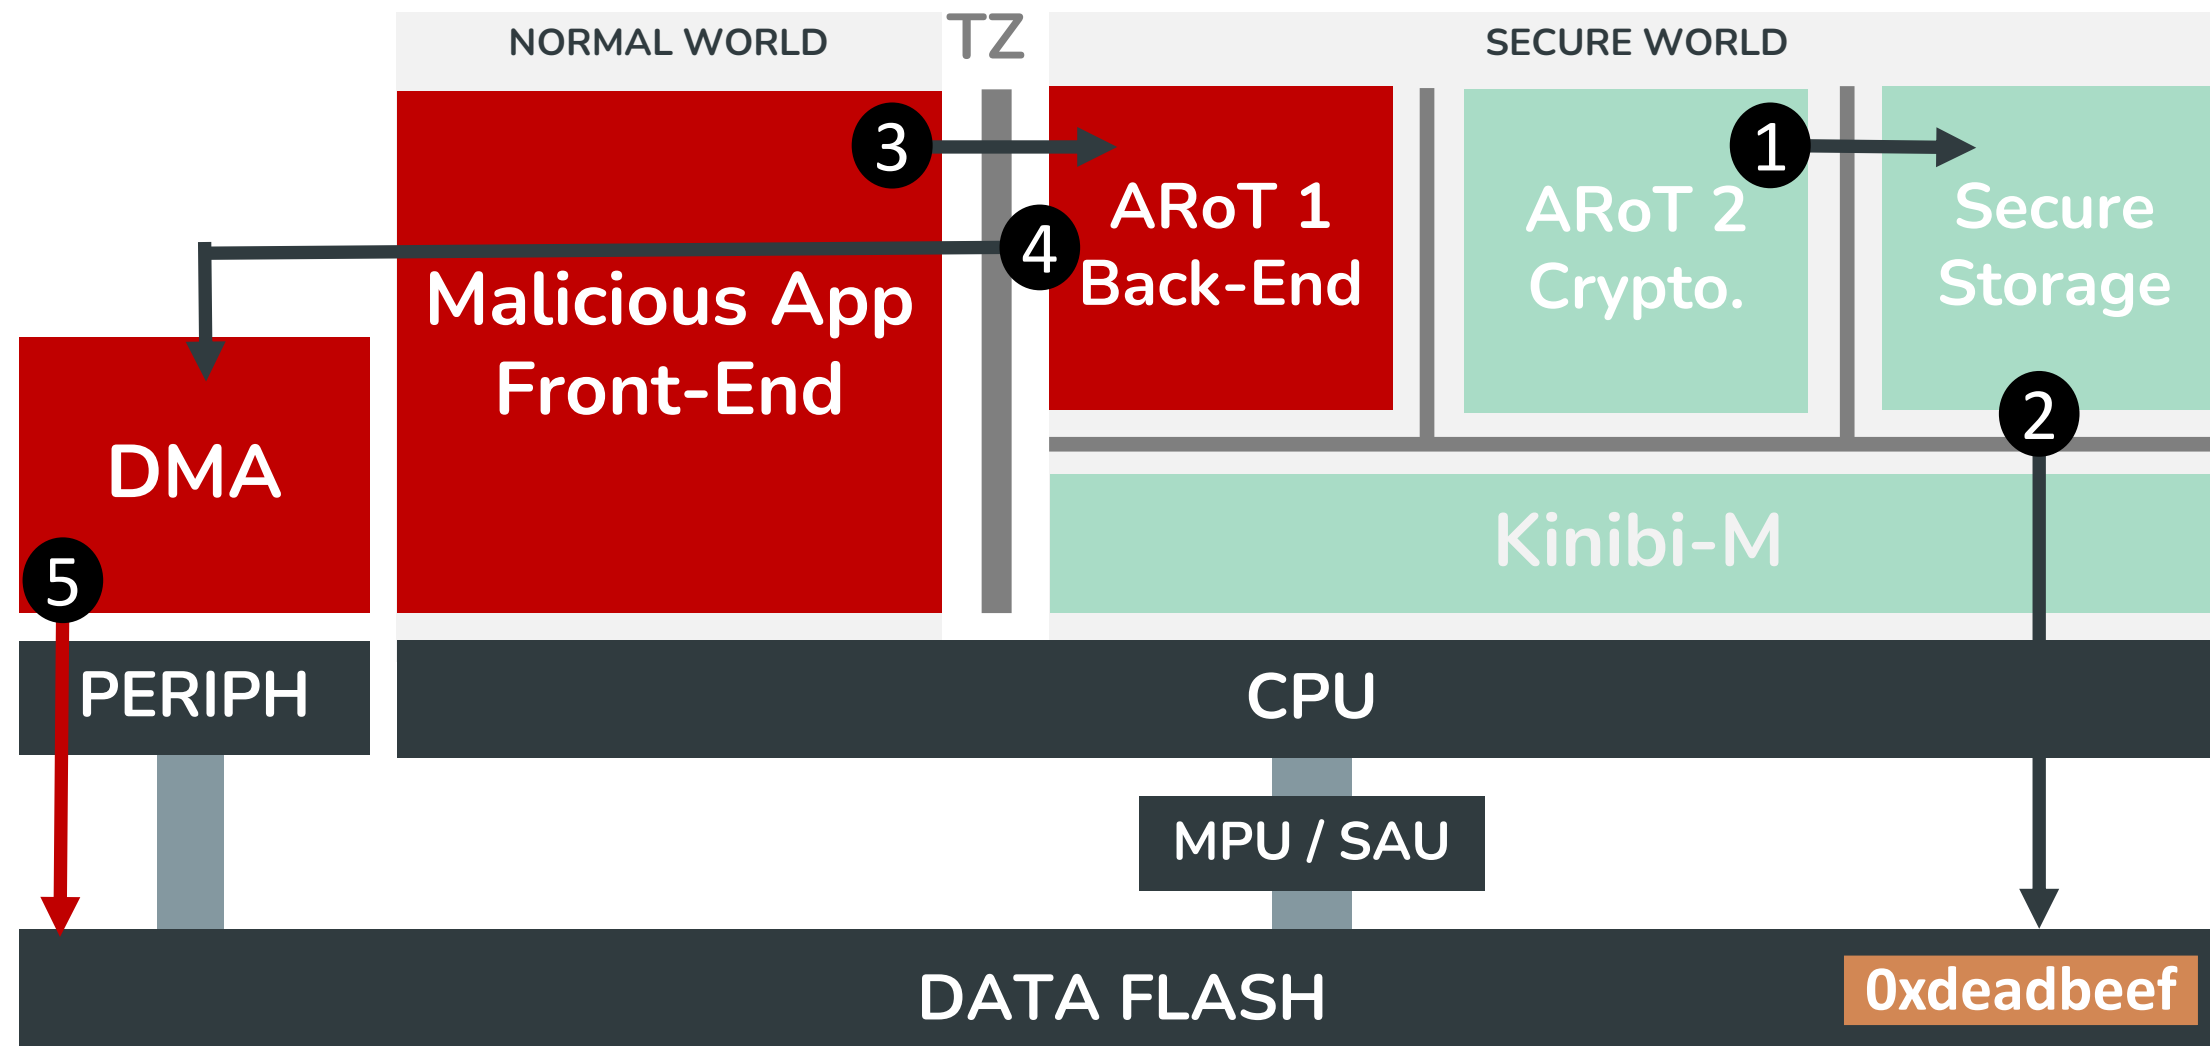 NORMAL WORLD
TZ
SECURE WORLD
3
1
ARoT 1
Back-End
ARoT 2
Crypto.
Secure
Storage
4
Malicious App
Front-End
2
DMA
Kinibi-M
5
PERIPH
CPU
MPU / SAU
DATA FLASH
0xdeadbeef